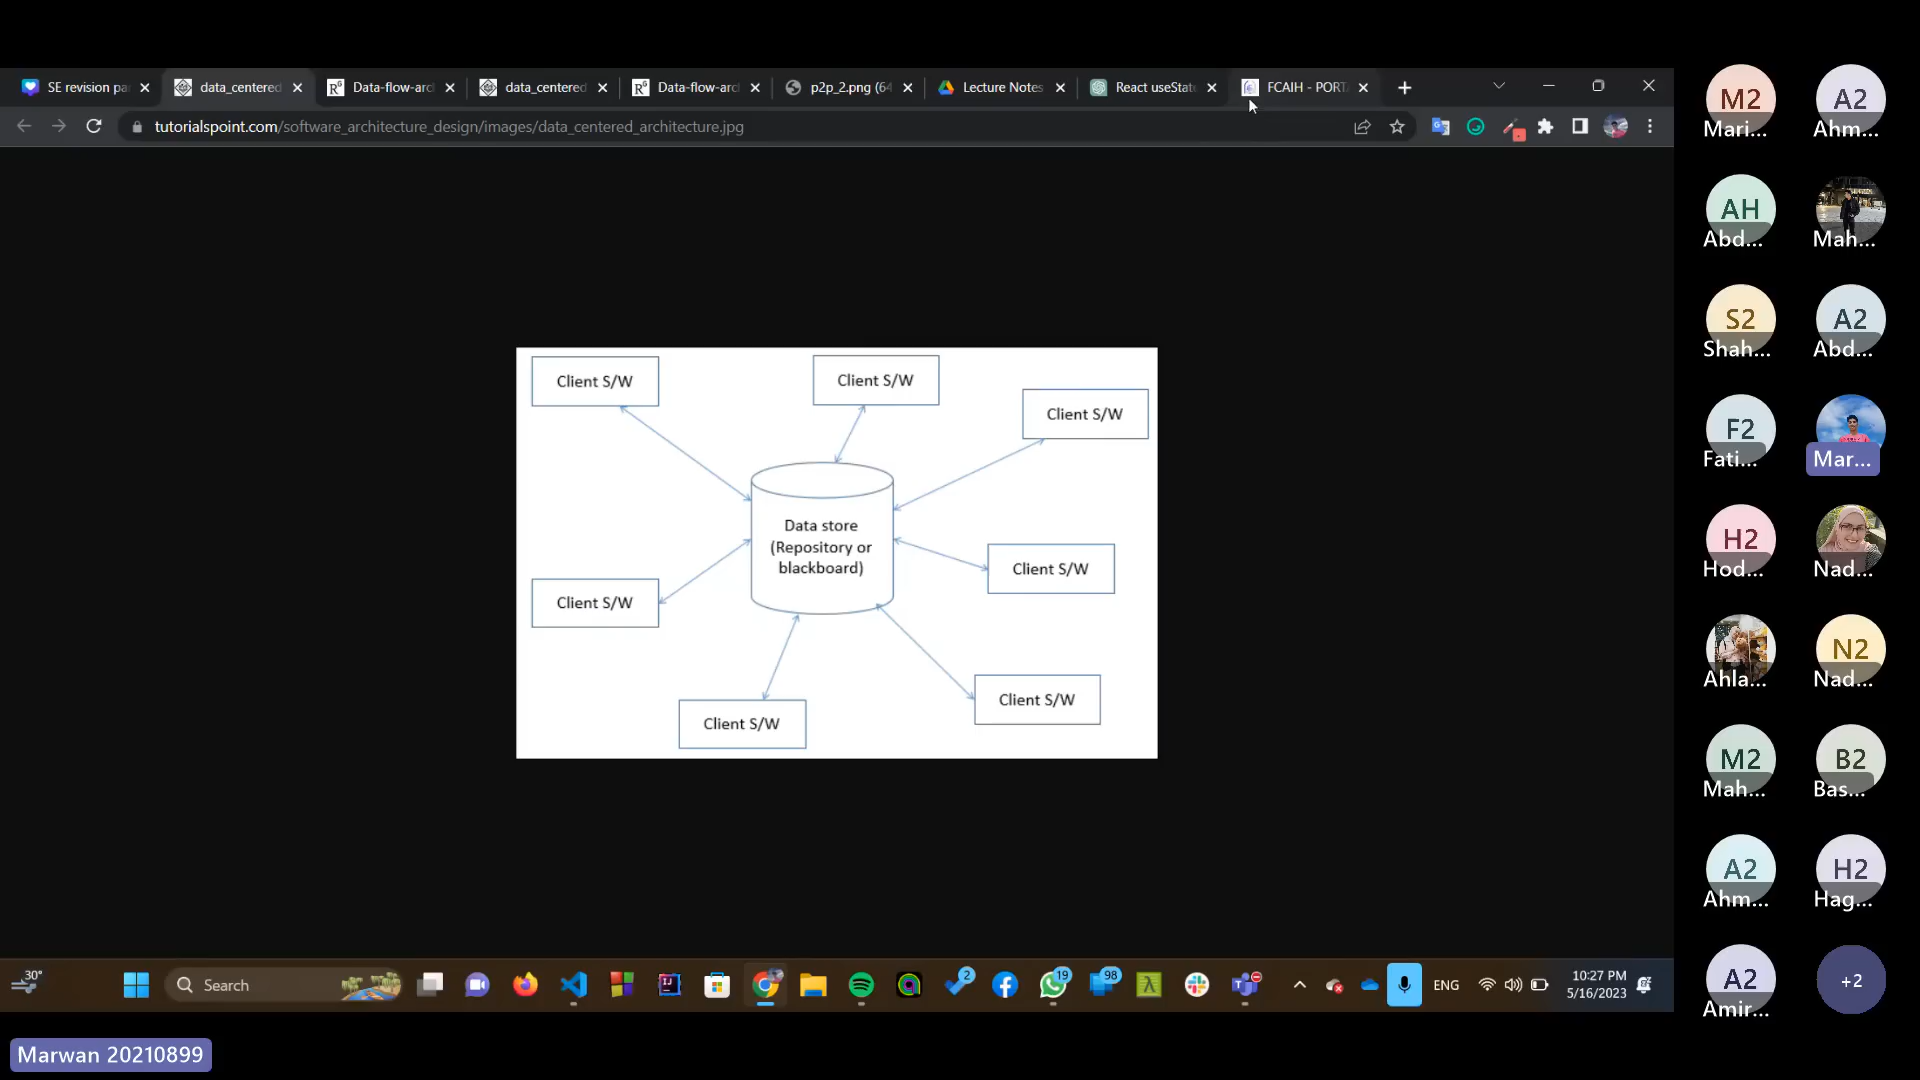 SE revision pa
data_centered
Data-flow-arc
data_centered
Data-flow-arc
p2p_2.png (64
Lecture Notes
React useState
FCAIH - PORT
tutorialspoint.com/software_architecture_design/images/data_centered_architecture.jpg
Client S/W
Client S/W
Client S/W
Data store
(Repository or
blackboard)
Client S/W
Client S/W
Client S/W
Client S/W
M2
Mari...
A2
Ahm...
AH
Abd...
Mah...
S2
Shah...
A2
Abd...
F2
Fati...
Mar...
H2
Hod...
Nad...
Ahla...
N2
Nad...
M2
Mah...
B2
Bas...
A2
Ahm...
H2
Hag...
A2
Amir...
+2
30°
Search
2
19
98
ENG
10:27 PM
5/16/2023
Marwan 20210899